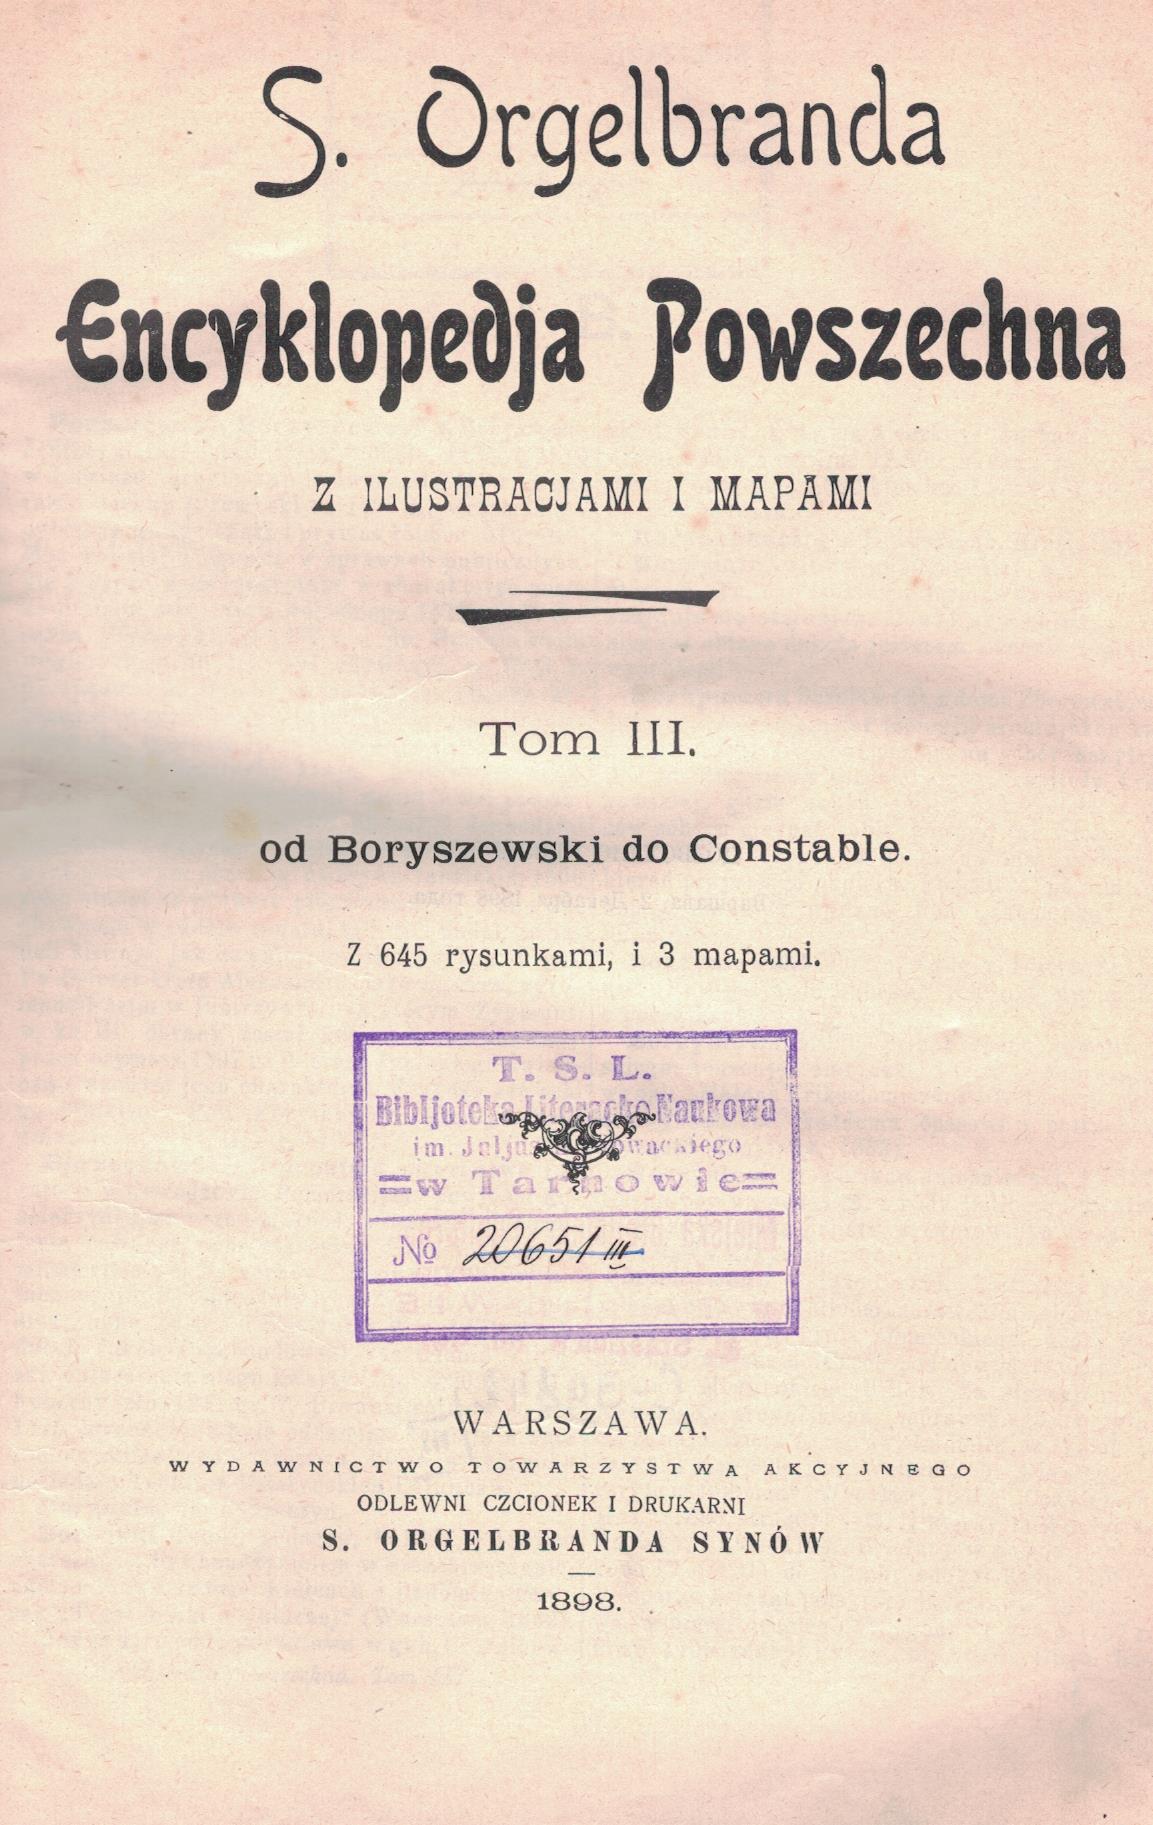 S. Orgelbranda
Encyklopedja Powszechna
Z ILUSTRACJAMI I MAPAMI
Tom III.
od Boryszewski do Constable.
Z 645 rysunkami, i 3 mapami.
T. S. L.
Bibljoteka Literacko Naukowa
im. Juljusza Słowackiego
w Tarnowie
No 20651 III
WARSZAWA.
WYDAWNICTWO TOWARZYSTWA AKCYJNEGO
ODLEWNI CZCIONEK I DRUKARNI
S. ORGELBRANDA SYNÓW
1898.